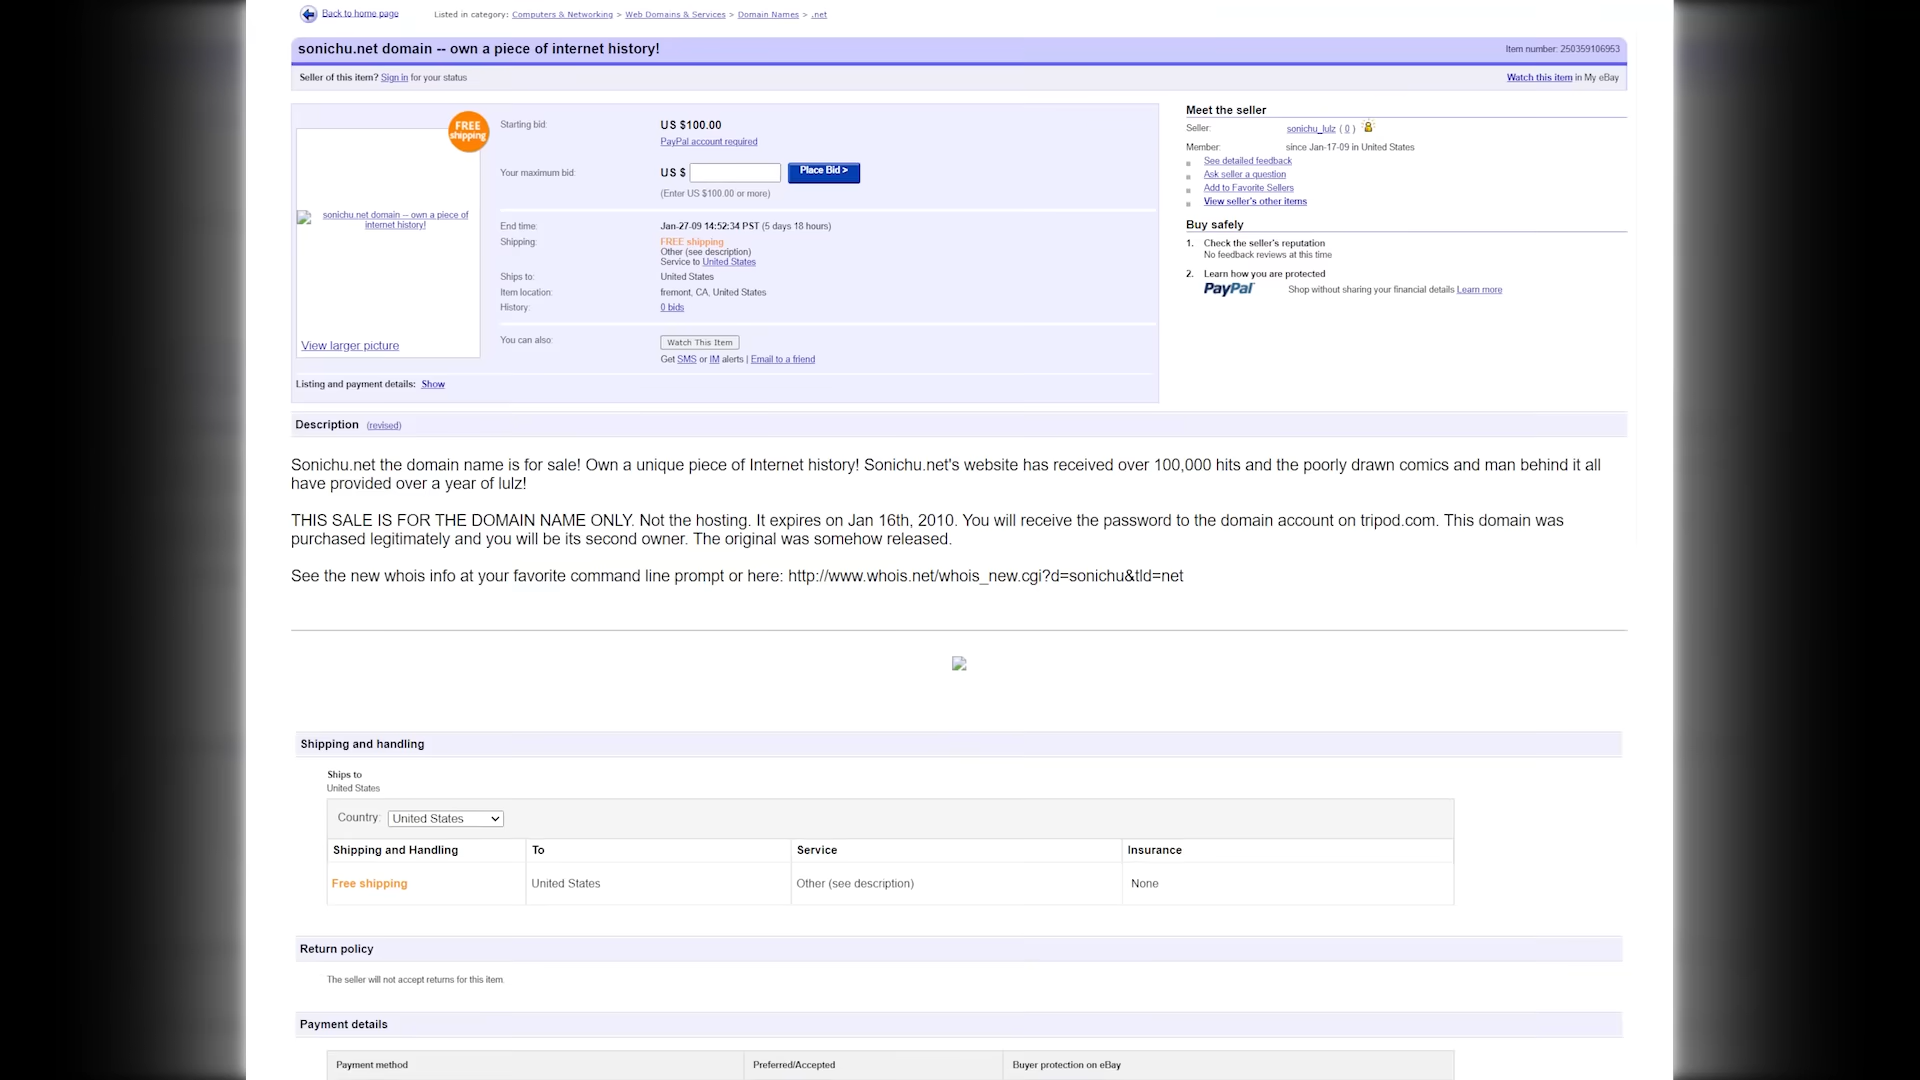 Back to home page
Listed in category: Computers & Networking > Web Domains & Services > Domain Names > .net
sonichu.net domain -- own a piece of internet history!
Item number: 250359106953
Seller of this item? Sign in for your status
Watch this item in My eBay
FREE
shipping
sonichu.net domain -- own a piece of
internet history!
View larger picture
Starting bid:
US $100.00
PayPal account required
Your maximum bid:
US $
Place Bid >
(Enter US $100.00 or more)
End time:
Jan-27-09 14:52:34 PST (5 days 18 hours)
Shipping:
FREE shipping
Other (see description)
Service to United States
Ships to:
United States
Item location:
fremont, CA, United States
History:
0 bids
You can also:
Watch This Item
Get SMS or IM alerts | Email to a friend
Listing and payment details: Show
Meet the seller
Seller:
sonichu_lulz ( 0 )
Member:
since Jan-17-09 in United States
See detailed feedback
Ask seller a question
Add to Favorite Sellers
View seller's other items
Buy safely
1. Check the seller's reputation
No feedback reviews at this time
2. Learn how you are protected
PayPal
Shop without sharing your financial details Learn more
Description (revised)
Sonichu.net the domain name is for sale! Own a unique piece of Internet history! Sonichu.net's website has received over 100,000 hits and the poorly drawn comics and man behind it all
have provided over a year of lulz!
THIS SALE IS FOR THE DOMAIN NAME ONLY. Not the hosting. It expires on Jan 16th, 2010. You will receive the password to the domain account on tripod.com. This domain was
purchased legitimately and you will be its second owner. The original was somehow released.
See the new whois info at your favorite command line prompt or here: http://www.whois.net/whois_new.cgi?d=sonichu&tld=net
Shipping and handling
Ships to
United States
Country: United States
Shipping and Handling
To
Service
Insurance
Free shipping
United States
Other (see description)
None
Return policy
The seller will not accept returns for this item.
Payment details
Payment method
Preferred/Accepted
Buyer protection on eBay